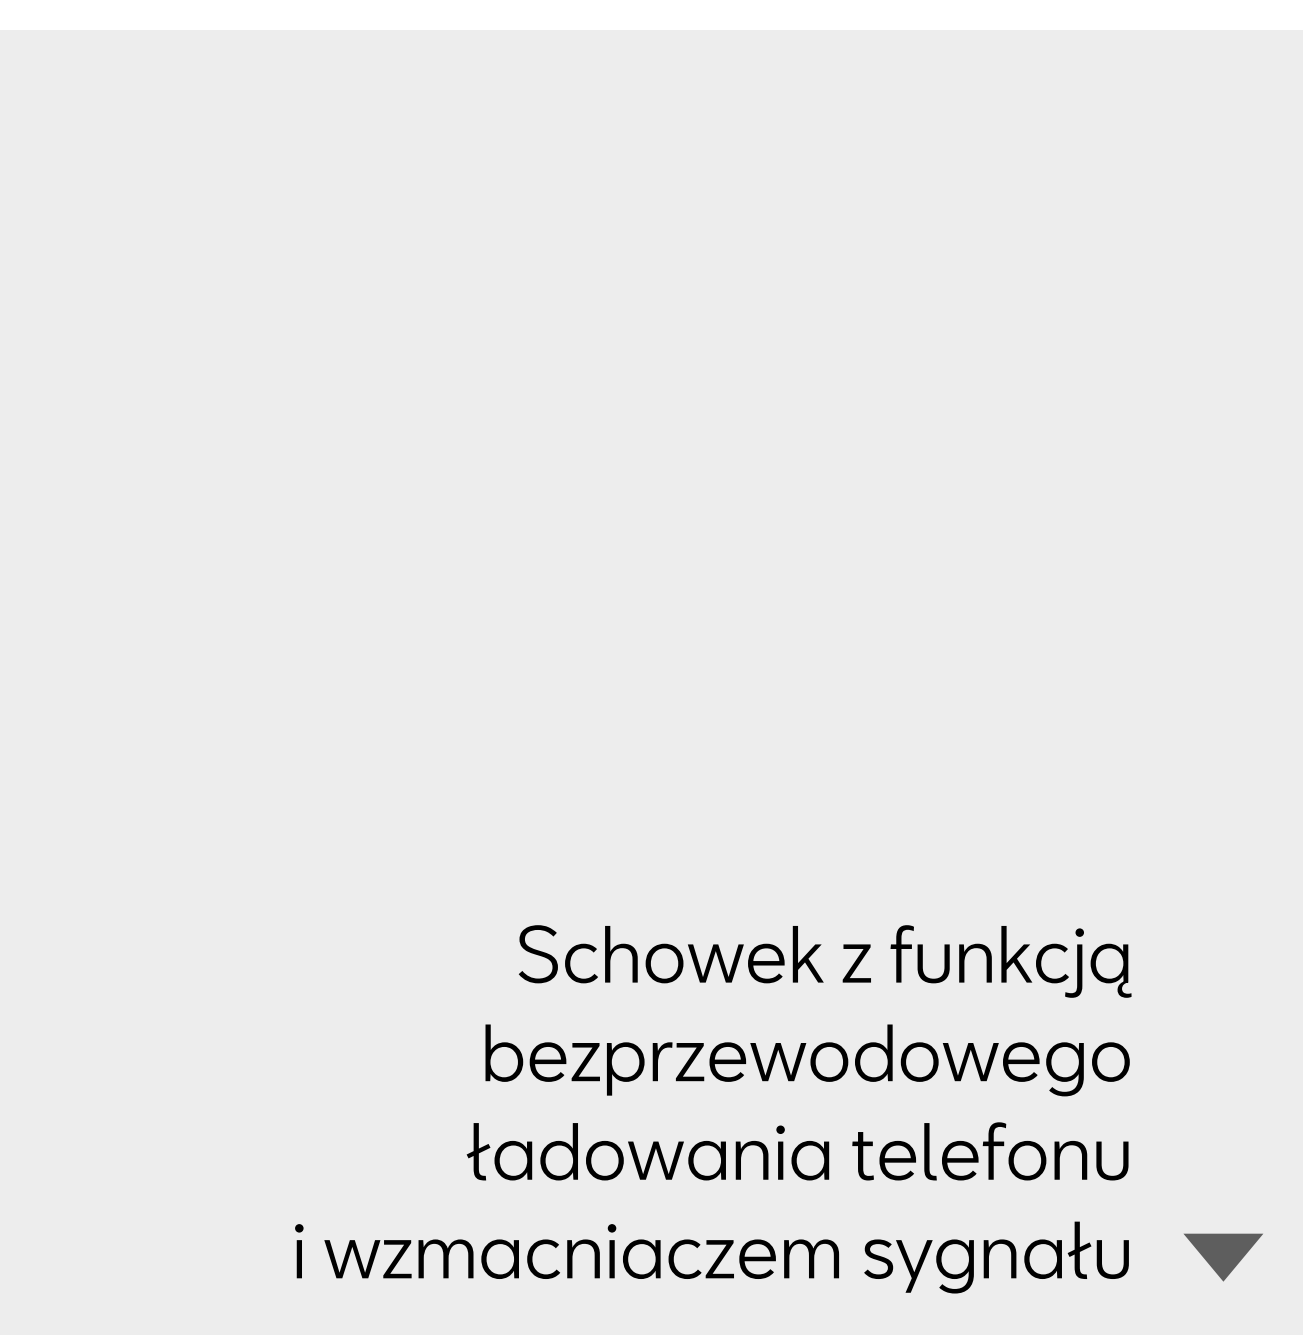 Schowek z funkcją
bezprzewodowego
ładowania telefonu
i wzmacniaczem sygnału